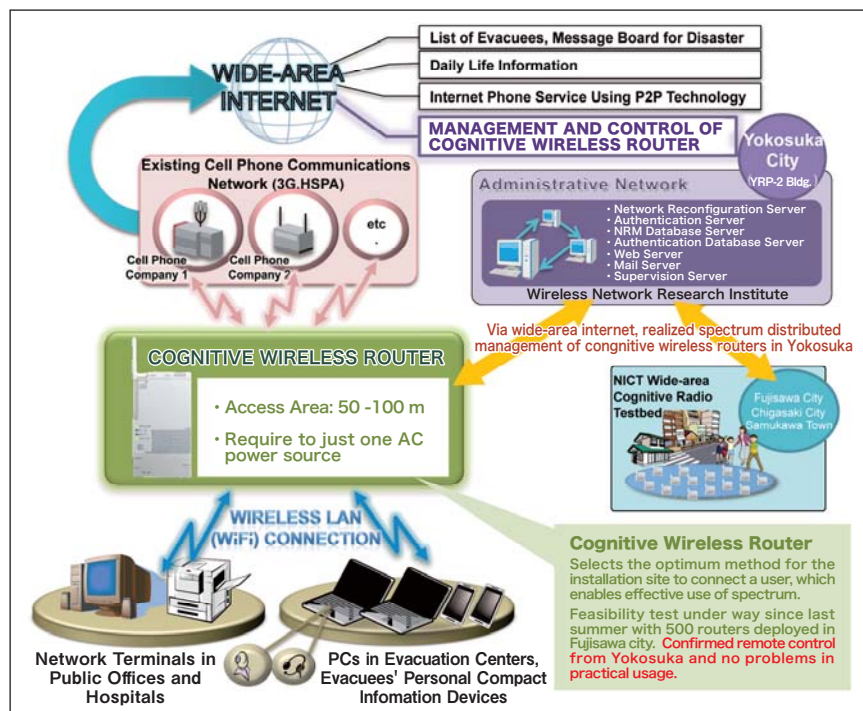 List of Evacuees, Message Board for Disaster
Daily Life Information
Internet Phone Service Using P2P Technology
WIDE-AREA
INTERNET
MANAGEMENT AND CONTROL OF
COGNITIVE WIRELESS ROUTER
Yokosuka
City
(YRP-2 Bldg.)
Existing Cell Phone Communications
Network (3G.HSPA)
Cell Phone
Company 1
Cell Phone
Company 2
etc
.
Administrative Network
・Network Reconfiguration Server
・Authentication Server
・NRM Database Server
・Authentication Database Server
・Web Server
・Mail Server
・Supervision Server
Wireless Network Research Institute
Via wide-area internet, realized spectrum distributed
management of congnitive wireless routers in Yokosuka
COGNITIVE WIRELESS ROUTER
・Access Area: 50 -100 m
・Require to just one AC
power source
NICT Wide-area
Cognitive Radio
Testbed
Fujisawa City
Chigasaki City
Samukawa Town
WIRELESS LAN
(WiFi) CONNECTION
Network Terminals in
Public Offices and
Hospitals
PCs in Evacuation Centers,
Evacuees' Personal Compact
Infomation Devices
Cognitive Wireless Router
Selects the optimum method for the
installation site to connect a user, which
enables effective use of spectrum.
Feasibility test under way since last
summer with 500 routers deployed in
Fujisawa city. Confirmed remote control
from Yokosuka and no problems in
practical usage.